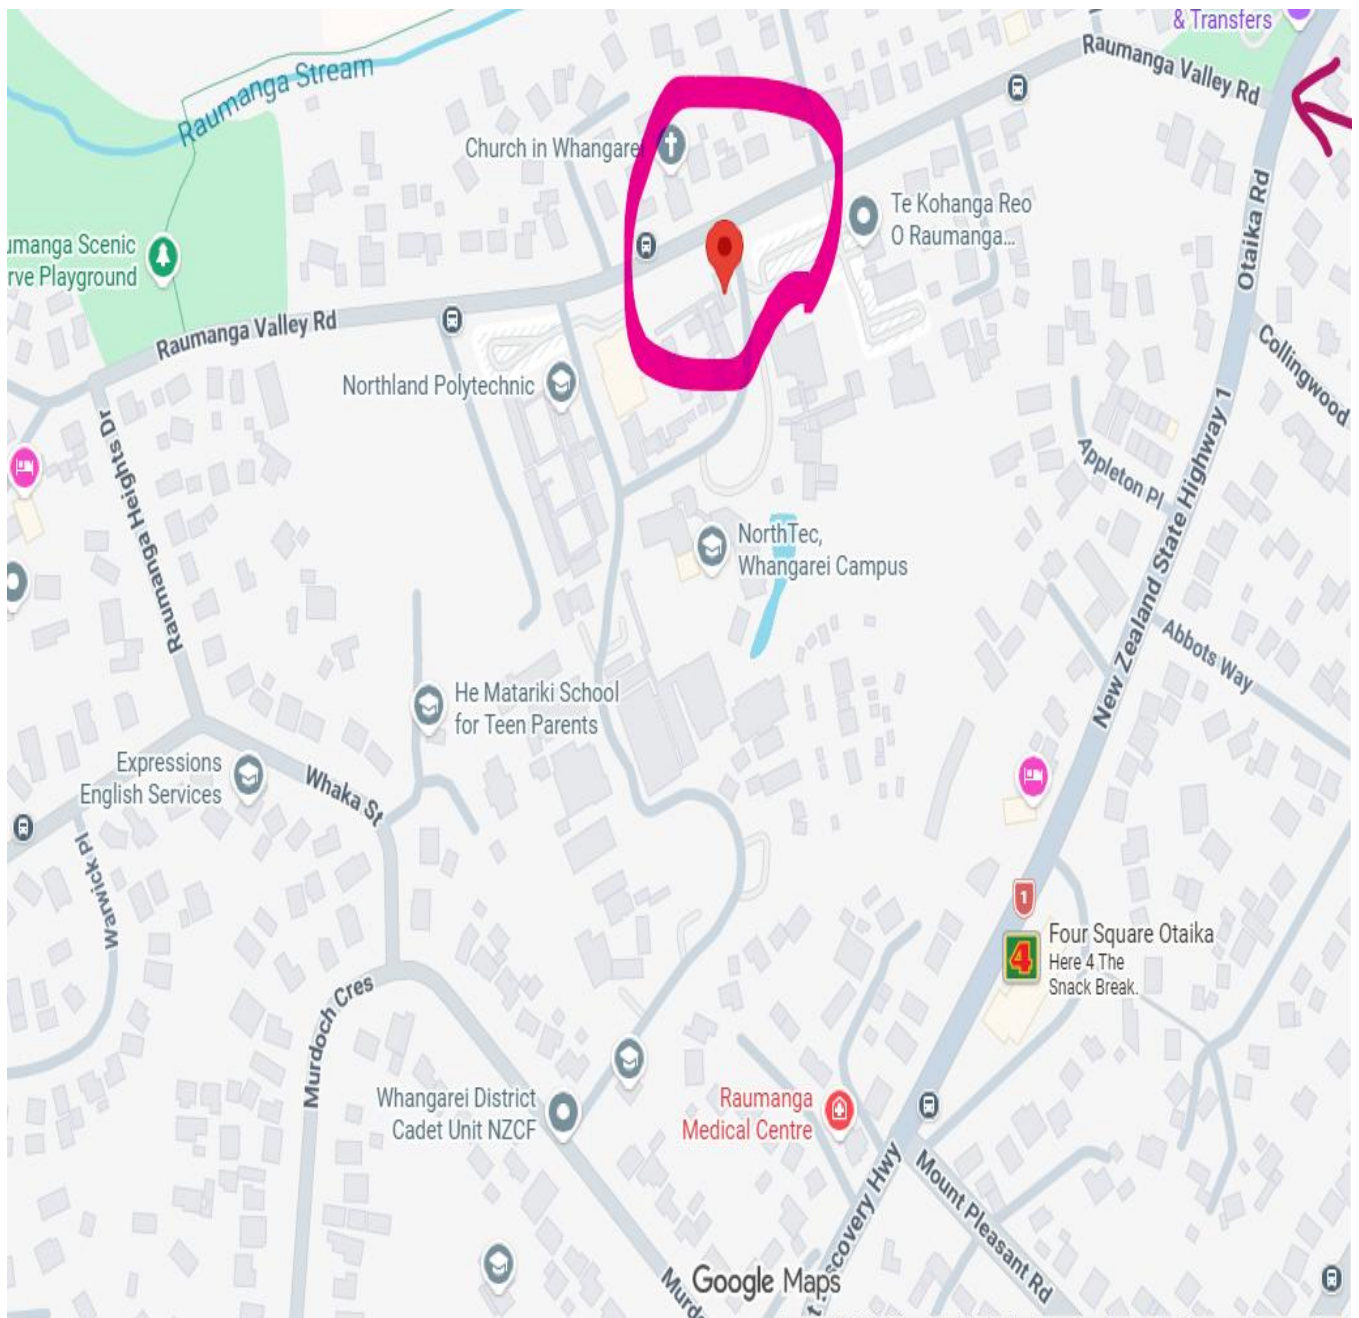 & Transfers
Raumanga Valley Rd
Raumanga Stream
Church in Whangarei
Te Kohanga Reo
O Raumanga...
Otaika Rd
umanga Scenic
rve Playground
Raumanga Valley Rd
Collingwood
Northland Polytechnic
Raumanga Heights Dr
Appleton Pl
New Zealand State Highway 1
NorthTec,
Whangarei Campus
Abbots Way
He Matariki School
for Teen Parents
Expressions
English Services
Whaka St
Warwick Pl
1
4
Four Square Otaika
Here 4 The
Snack Break.
Murdoch Cres
Whangarei District
Cadet Unit NZCF
Raumanga
Medical Centre
Mount Pleasant Rd
t Discovery Hwy
Murd
Google Maps